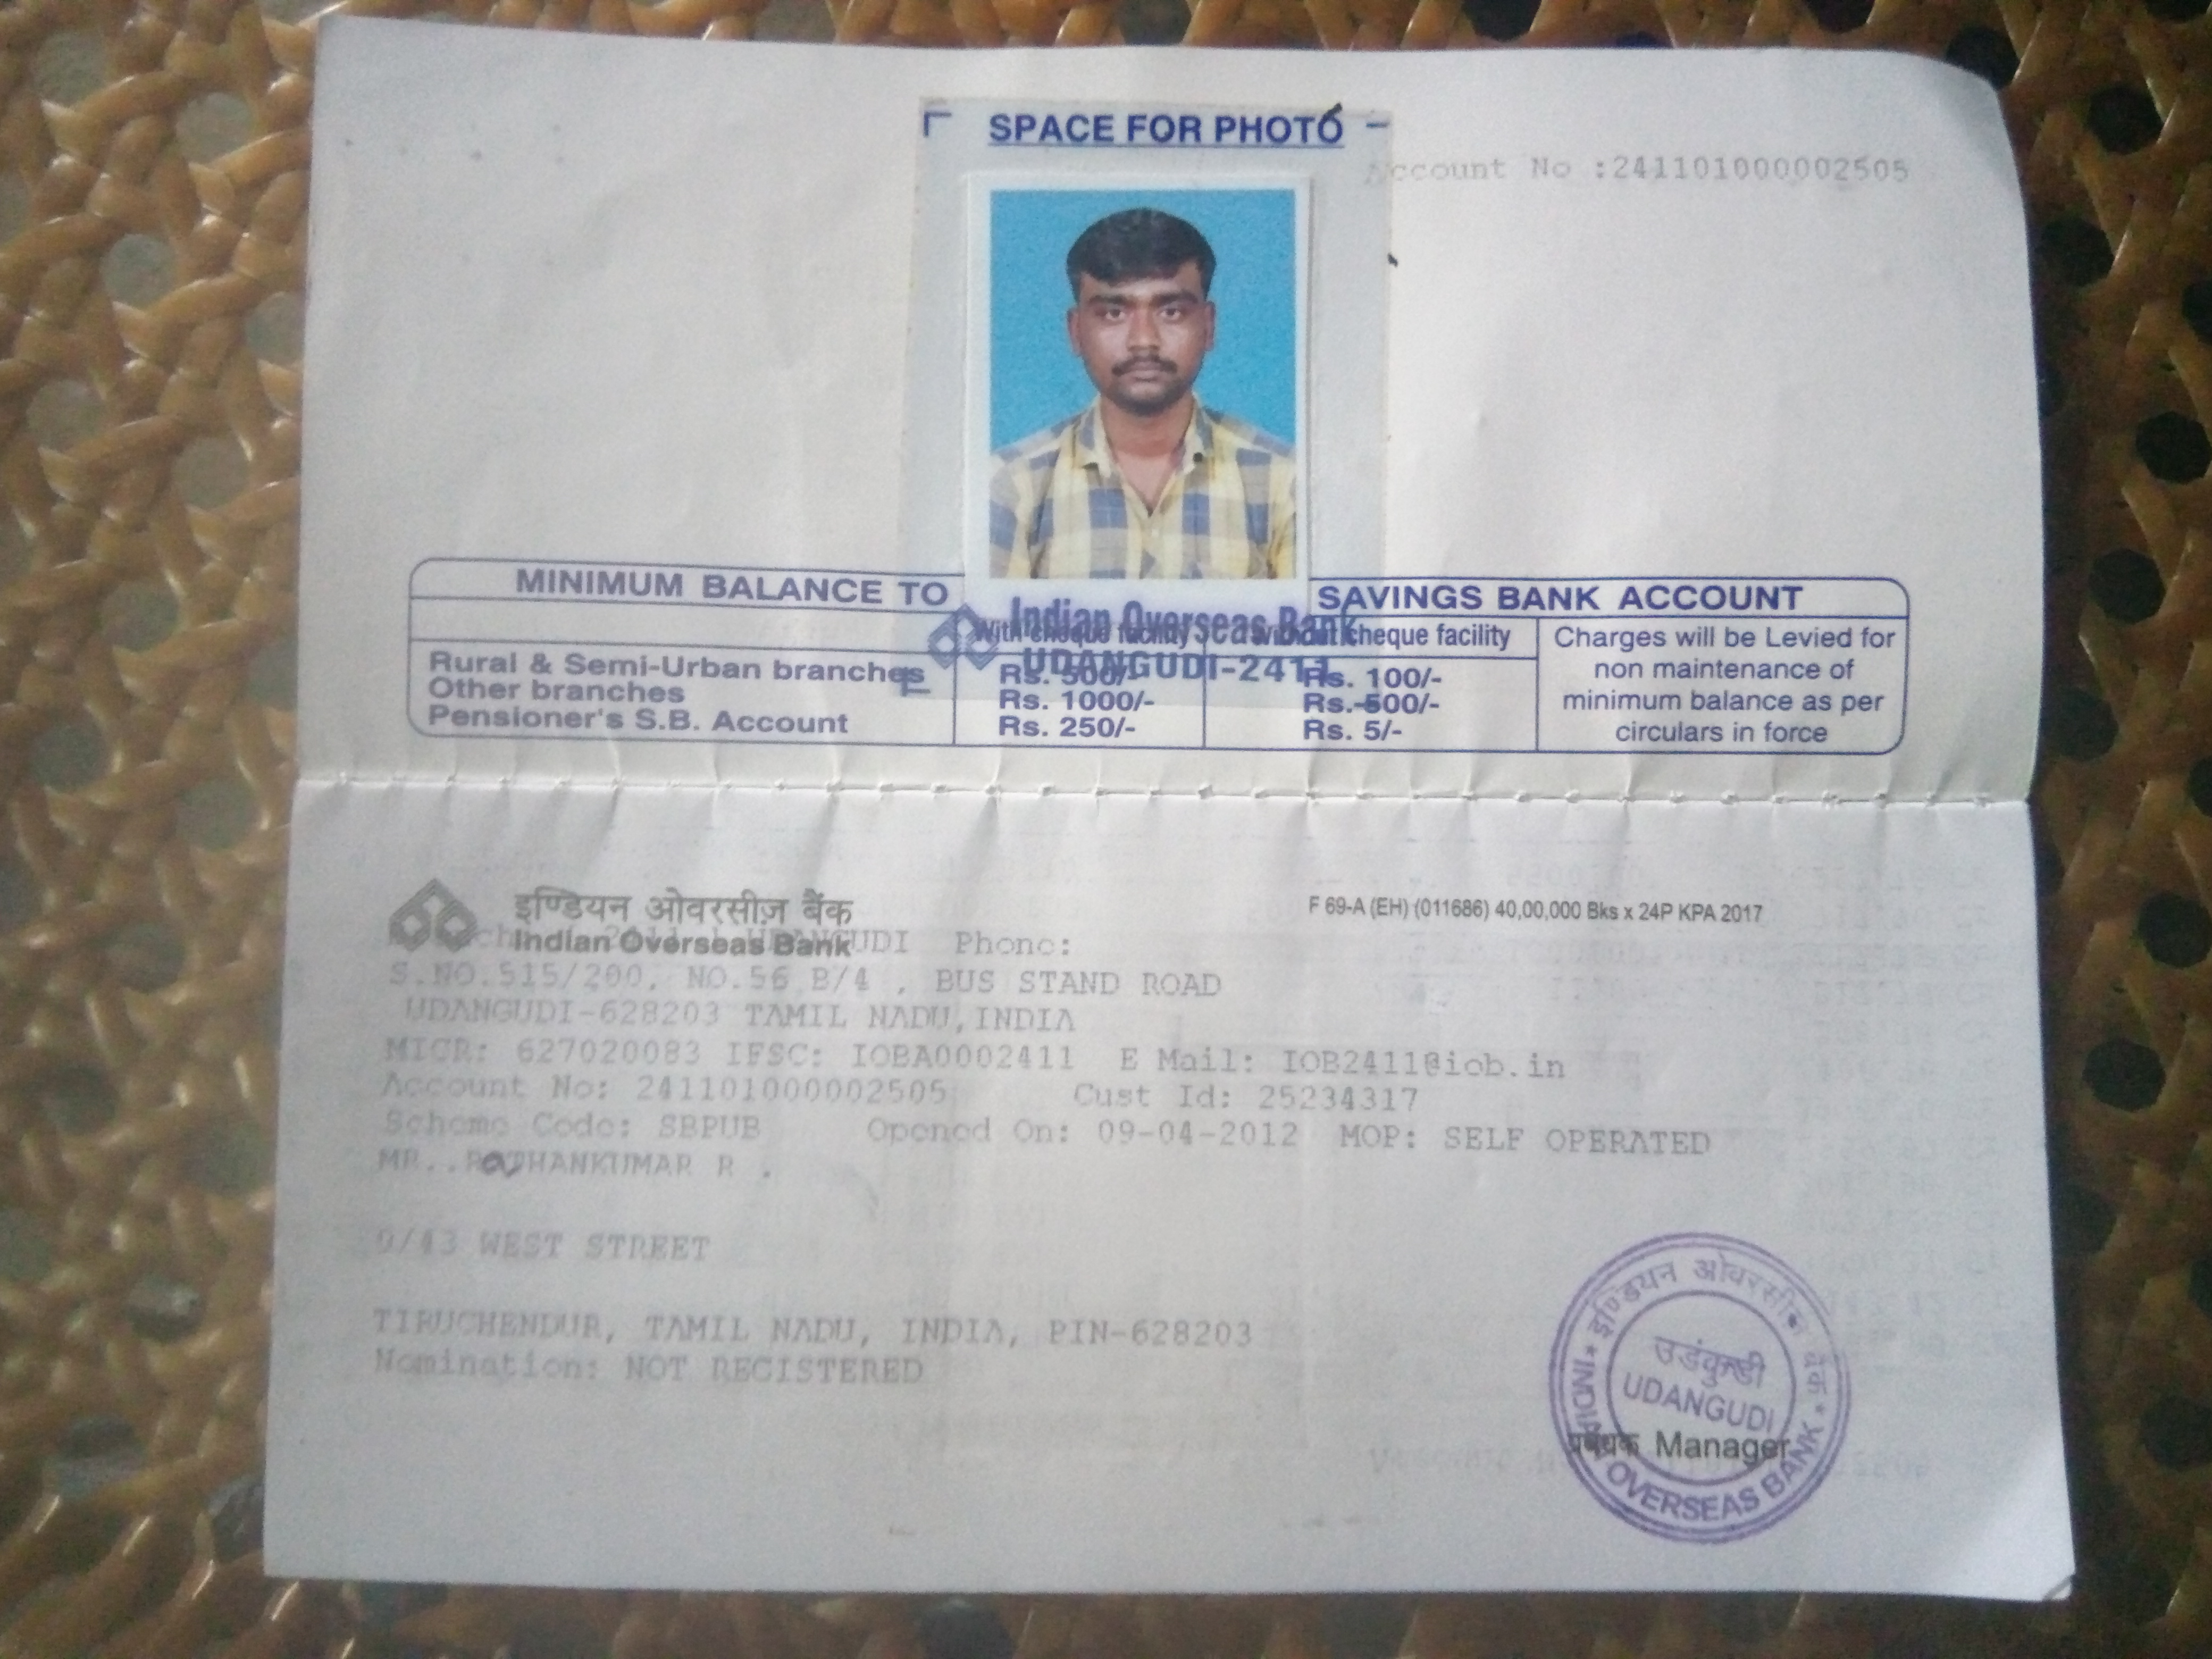 SPACE FOR PHOTO
Account No :241101000002505
MINIMUM BALANCE TO
SAVINGS BANK ACCOUNT
With cheque facility
cheque facility
Charges will be Levied for
non maintenance of
minimum balance as per
circulars in force
Indian Overseas Bank
UDANGUDI-2411
Rural & Semi-Urban branches Rs. 500/- Rs. 100/-
Other branches Rs. 1000/- Rs. 500/-
Pensioner's S.B. Account Rs. 250/- Rs. 5/-
इण्डियन ओवरसीज़ बैंक
Indian Overseas Bank
F 69-A (EH) (011686) 40,00,000 Bks x 24P KPA 2017
UDANGUDI Phone:
S.NO.515/200, NO.56 B/4 , BUS STAND ROAD
UDANGUDI-628203 TAMIL NADU,INDIA
MICR: 627020083 IFSC: IOBA0002411 E Mail: IOB2411@iob.in
Account No: 241101000002505 Cust Id: 25234317
Scheme Code: SBPUB Opened On: 09-04-2012 MOP: SELF OPERATED
MR..RATHANKUMAR R .
9/43 WEST STREET
TIRUCHENDUR, TAMIL NADU, INDIA, PIN-628203
Nomination: NOT REGISTERED
इण्डियन ओवरसीज़ बैंक
उडंकुडी
UDANGUDI
प्रबंधक Manager
INDIAN OVERSEAS BANK